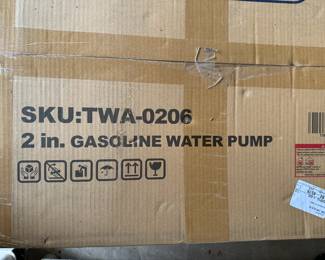 SKU:TWA-0206
2 in. GASOLINE WATER PUMP